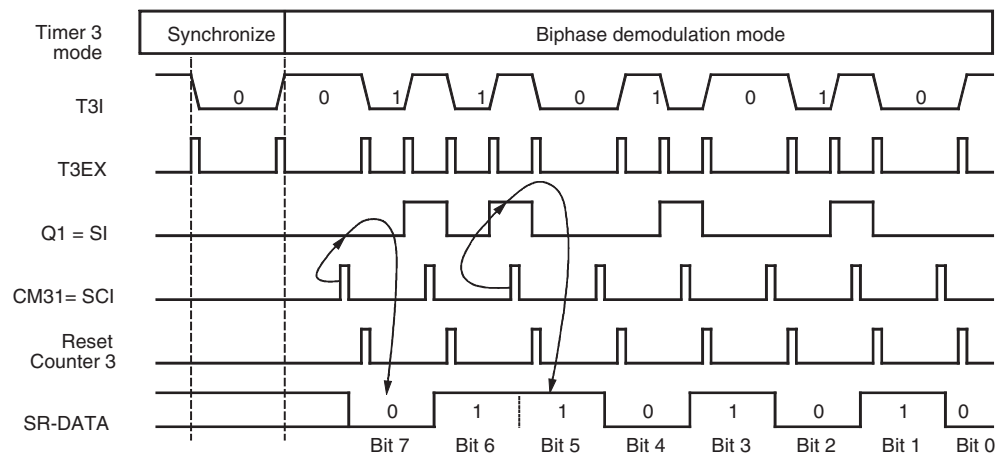 Timer 3
mode
Synchronize
Biphase demodulation mode
T3I
0 0 1 1 0 1 0 1 0
T3EX
Q1 = SI
CM31= SCI
Reset
Counter 3
SR-DATA
0 1 1 0 1 0 1 0
Bit 7 Bit 6 Bit 5 Bit 4 Bit 3 Bit 2 Bit 1 Bit 0